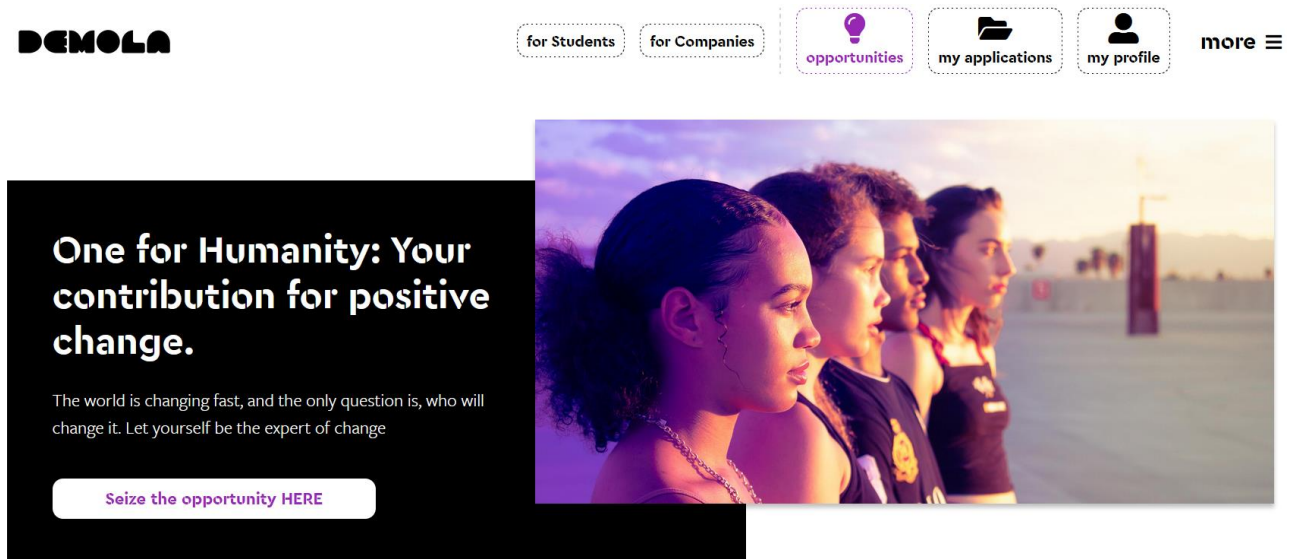 DEMOLA
for Students
for Companies
opportunities
my applications
my profile
more
One for Humanity: Your
contribution for positive
change.
The world is changing fast, and the only question is, who will
change it. Let yourself be the expert of change
Seize the opportunity HERE